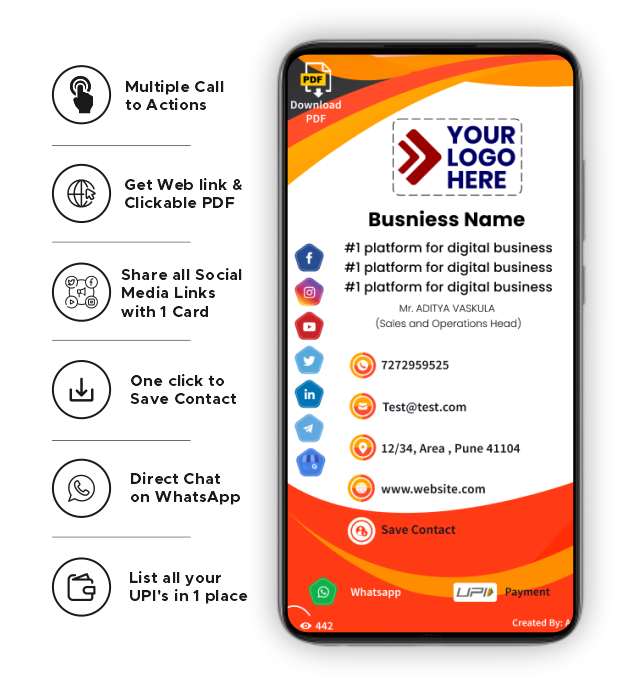 Multiple Call
to Actions
Get Web link &
Clickable PDF
Share all Social
Media Links
with 1 Card
One click to
Save Contact
Direct Chat
on WhatsApp
List all your
UPI's in 1 place
PDF
Download
PDF
YOUR
LOGO
HERE
Busniess Name
#1 platform for digital business
#1 platform for digital business
#1 platform for digital business
Mr. ADITYA VASKULA
(Sales and Operations Head)
7272959525
Test@test.com
12/34, Area , Pune 41104
www.website.com
Save Contact
Whatsapp
UPI
Payment
442
Created By: A